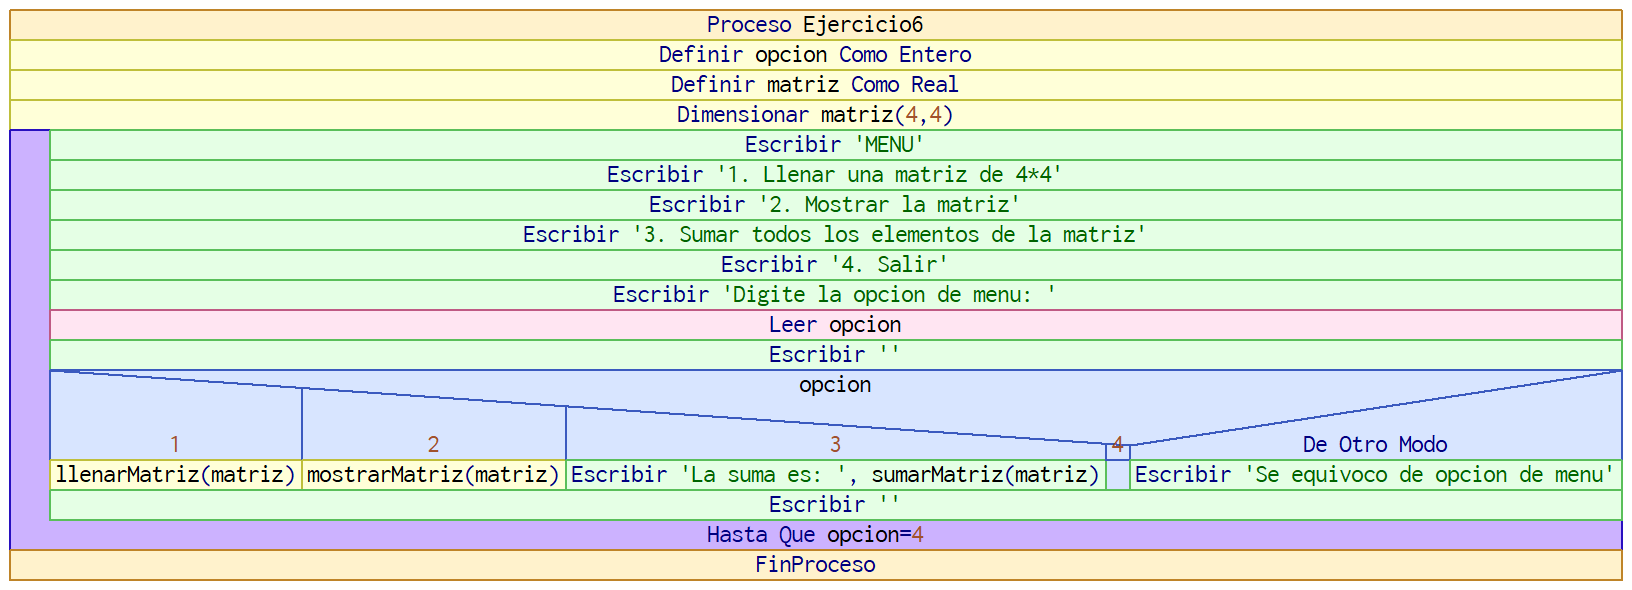 Proceso Ejercicio6
Definir opcion Como Entero
Definir matriz Como Real
Dimensionar matriz(4,4)
Escribir 'MENU'
Escribir '1. Llenar una matriz de 4*4'
Escribir '2. Mostrar la matriz'
Escribir '3. Sumar todos los elementos de la matriz'
Escribir '4. Salir'
Escribir 'Digite la opcion de menu: '
Leer opcion
Escribir ''
opcion
1 2 3 4 De Otro Modo
llenarMatriz(matriz) mostrarMatriz(matriz) Escribir 'La suma es: ', sumarMatriz(matriz) Escribir 'Se equivoco de opcion de menu'
Escribir ''
Hasta Que opcion=4
FinProceso